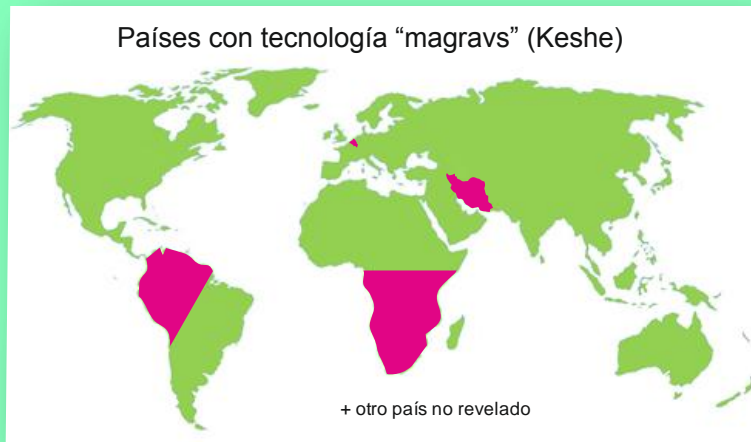 Países con tecnología “magravs” (Keshe)
+ otro país no revelado